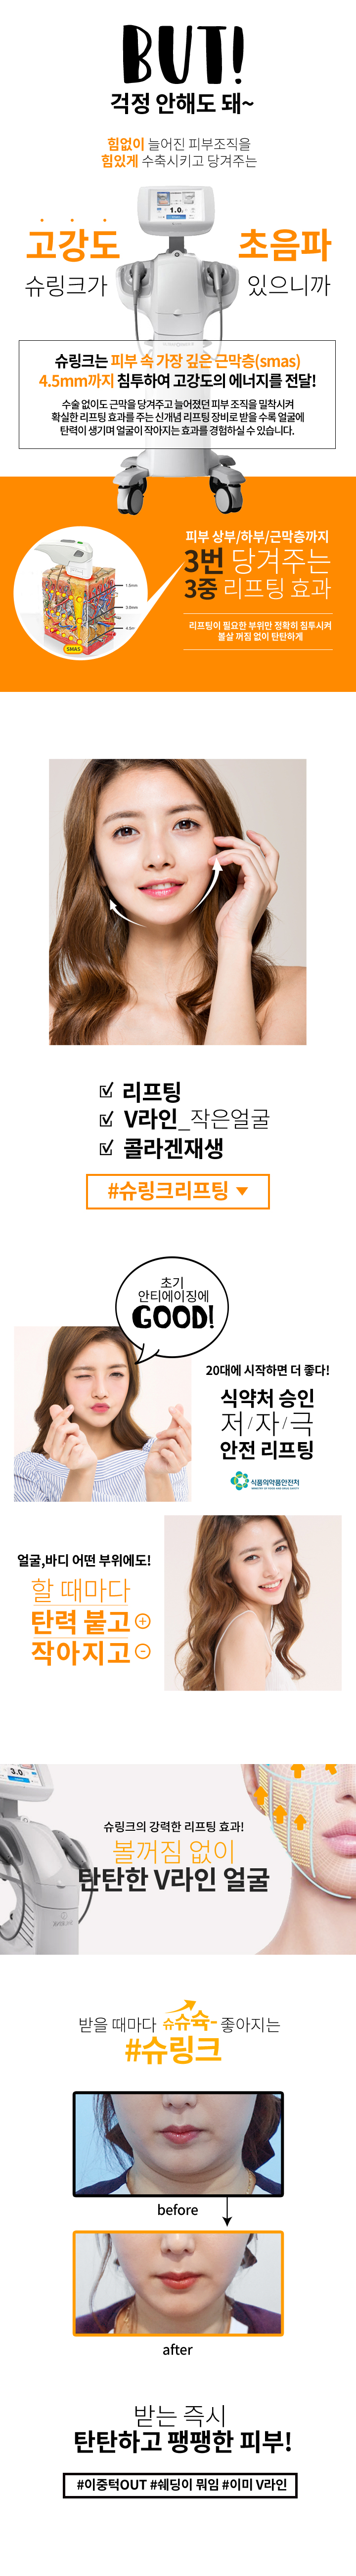 BUT!
걱정 안해도 돼~
힘없이 늘어진 피부조직을
힘있게 수축시키고 당겨주는
고강도 초음파
슈링크가 있으니까
슈링크는 피부 속 가장 깊은 근막층(smas)
4.5mm까지 침투하여 고강도의 에너지를 전달!
수술 없이도 근막을 당겨주고 늘어졌던 피부 조직을 밀착시켜
확실한 리프팅 효과를 주는 신개념 리프팅 장비로 받을 수록 얼굴에
탄력이 생기며 얼굴이 작아지는 효과를 경험하실 수 있습니다.
피부 상부/하부/근막층까지
3번 당겨주는
3중 리프팅 효과
리프팅이 필요한 부위만 정확히 침투시켜
볼살 꺼짐 없이 탄탄하게
1.5mm
3.0mm
4.5m
SMAS
리프팅
V라인_작은얼굴
콜라겐재생
#슈링크리프팅
초기
안티에이징에
GOOD!
20대에 시작하면 더 좋다!
식약처 승인
저/자/극
안전 리프팅
식품의약품안전처
MINISTRY OF FOOD AND DRUG SAFETY
얼굴,바디 어떤 부위에도!
할 때마다
탄력 붙고 +
작아지고 -
3.0
슈링크의 강력한 리프팅 효과!
볼꺼짐 없이
탄탄한 V라인 얼굴
받을 때마다 슈슈슉- 좋아지는
#슈링크
before
after
받는 즉시
탄탄하고 팽팽한 피부!
#이중턱OUT #쉐딩이 뭐임 #이미 V라인